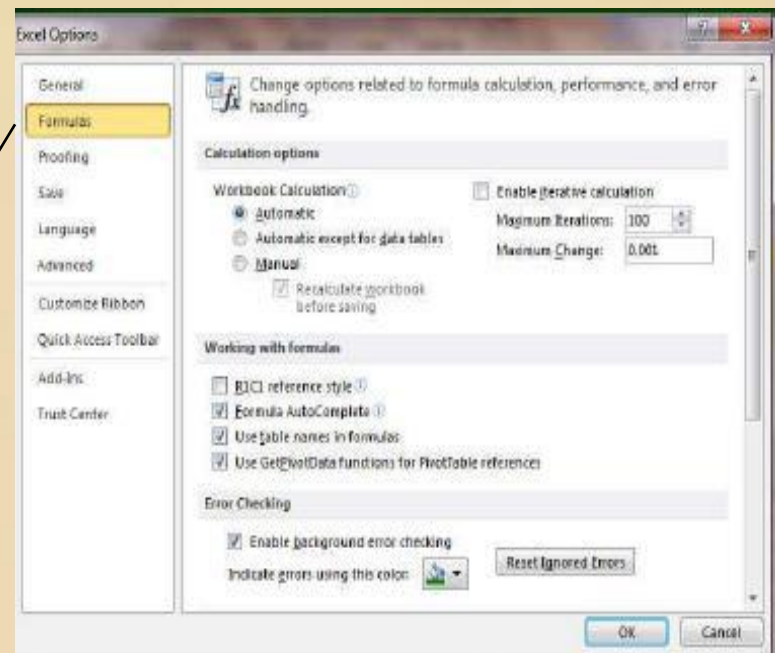 Excel Options
General
Formulas
Proofing
Save
Language
Advanced
Customize Ribbon
Quick Access Toolbar
Add-Ins
Trust Center
Change options related to formula calculation, performance, and error
handling.
Calculation options
Workbook Calculation
Automatic
Automatic except for data tables
Manual
Recalculate workbook
before saving
Enable iterative calculation
Maximum Iterations: 100
Maximum Change: 0.001
Working with formulas
R1C1 reference style
Formula AutoComplete
Use table names in formulas
Use GetPivotData functions for PivotTable references
Error Checking
Enable background error checking
Indicate errors using this color:
Reset Ignored Errors
OK
Cancel